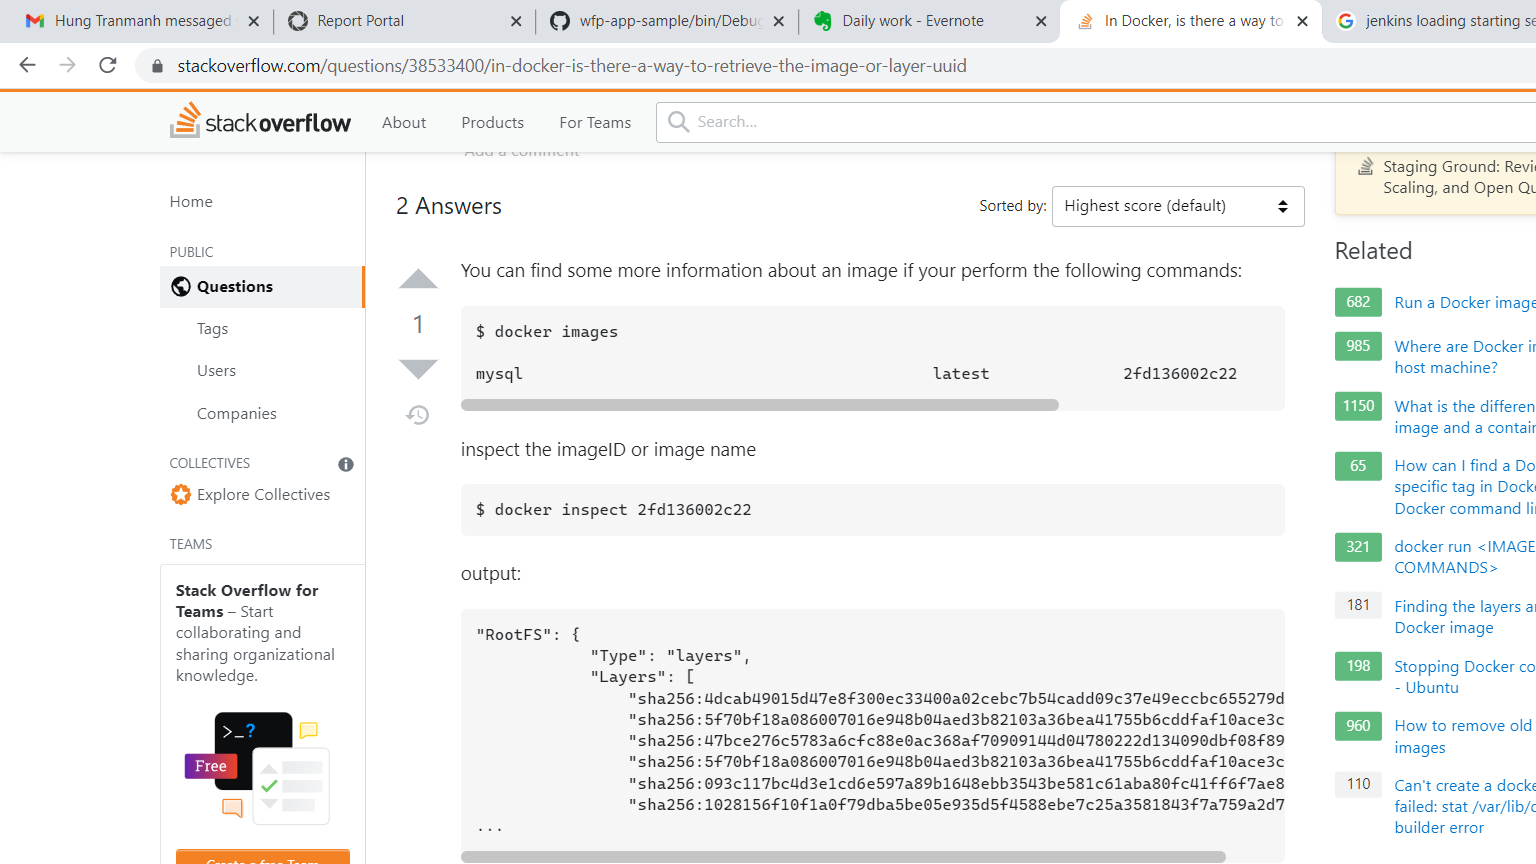 Hung Tranmanh messaged
Report Portal
wfp-app-sample/bin/Debug
Daily work - Evernote
In Docker, is there a way to
jenkins loading starting se
stackoverflow.com/questions/38533400/in-docker-is-there-a-way-to-retrieve-the-image-or-layer-uuid
stackoverflow
About
Products
For Teams
Search...
Add a comment
Home
PUBLIC
Questions
Tags
Users
Companies
COLLECTIVES
Explore Collectives
TEAMS
Stack Overflow for
Teams – Start
collaborating and
sharing organizational
knowledge.
>_?
Free
Create a free Team
2 Answers
Sorted by:
Highest score (default)
1
You can find some more information about an image if your perform the following commands:
$ docker images
mysql latest 2fd136002c22
inspect the imageID or image name
$ docker inspect 2fd136002c22
output:
"RootFS": {
"Type": "layers",
"Layers": [
"sha256:4dcab49015d47e8f300ec33400a02cebc7b54cadd09c37e49eccbc655279d
"sha256:5f70bf18a086007016e948b04aed3b82103a36bea41755b6cddfaf10ace3c
"sha256:47bce276c5783a6cfc88e0ac368af70909144d04780222d134090dbf08f89
"sha256:5f70bf18a086007016e948b04aed3b82103a36bea41755b6cddfaf10ace3c
"sha256:093c117bc4d3e1cd6e597a89b1648ebb3543be581c61aba80fc41ff6f7ae8
"sha256:1028156f10f1a0f79dba5be05e935d5f4588ebe7c25a3581843f7a759a2d7
...
Staging Ground: Revi
Scaling, and Open Qu
Related
682 Run a Docker image
985 Where are Docker i
host machine?
1150 What is the differen
image and a contain
65 How can I find a Do
specific tag in Docke
Docker command li
321 docker run <IMAGE
COMMANDS>
181 Finding the layers a
Docker image
198 Stopping Docker co
- Ubuntu
960 How to remove old
images
110 Can't create a docke
failed: stat /var/lib/d
builder error